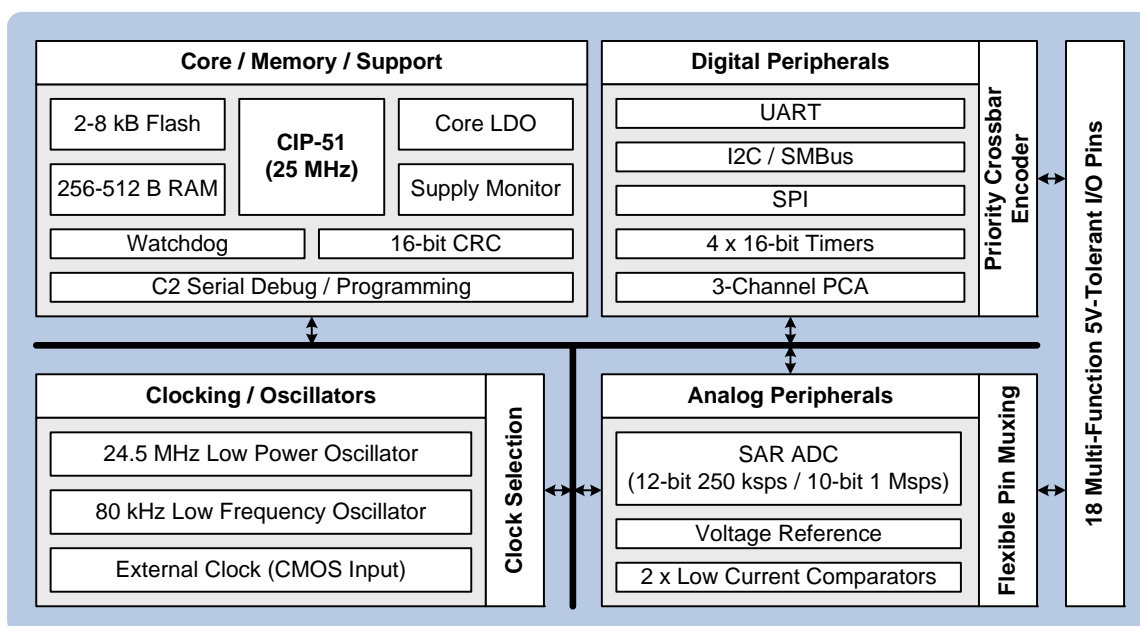 Core / Memory / Support
2-8 kB Flash
CIP-51
(25 MHz)
Core LDO
256-512 B RAM
Supply Monitor
Watchdog
16-bit CRC
C2 Serial Debug / Programming
Digital Peripherals
UART
I2C / SMBus
SPI
4 x 16-bit Timers
3-Channel PCA
Priority Crossbar
Encoder
18 Multi-Function 5V-Tolerant I/O Pins
Clocking / Oscillators
24.5 MHz Low Power Oscillator
80 kHz Low Frequency Oscillator
External Clock (CMOS Input)
Clock Selection
Analog Peripherals
SAR ADC
(12-bit 250 ksps / 10-bit 1 Msps)
Voltage Reference
2 x Low Current Comparators
Flexible Pin Muxing